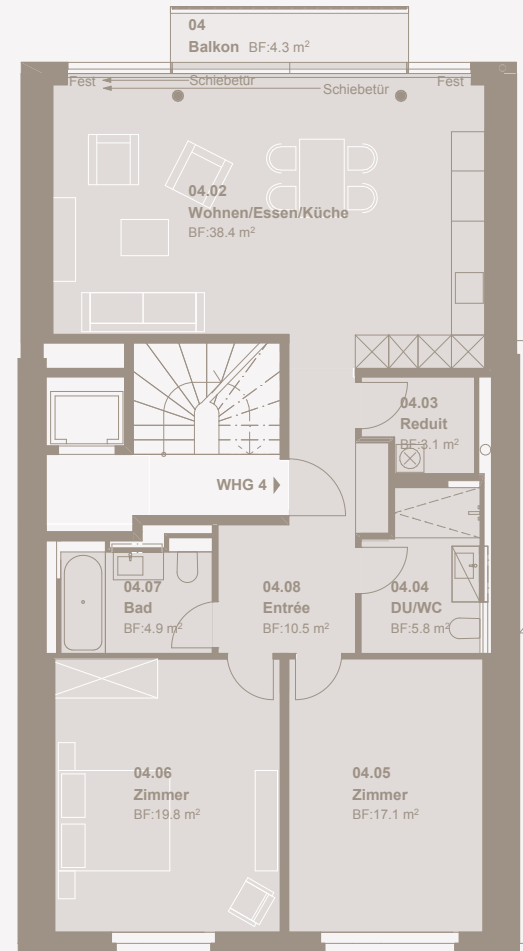 04
Balkon BF:4.3 m²
Fest Schiebetür Schiebetür Fest
04.02
Wohnen/Essen/Küche
BF:38.4 m²
04.03
Reduit
BF:3.1 m²
WHG 4
04.07
Bad
BF:4.9 m²
04.08
Entrée
BF:10.5 m²
04.04
DU/WC
BF:5.8 m²
04.06
Zimmer
BF:19.8 m²
04.05
Zimmer
BF:17.1 m²